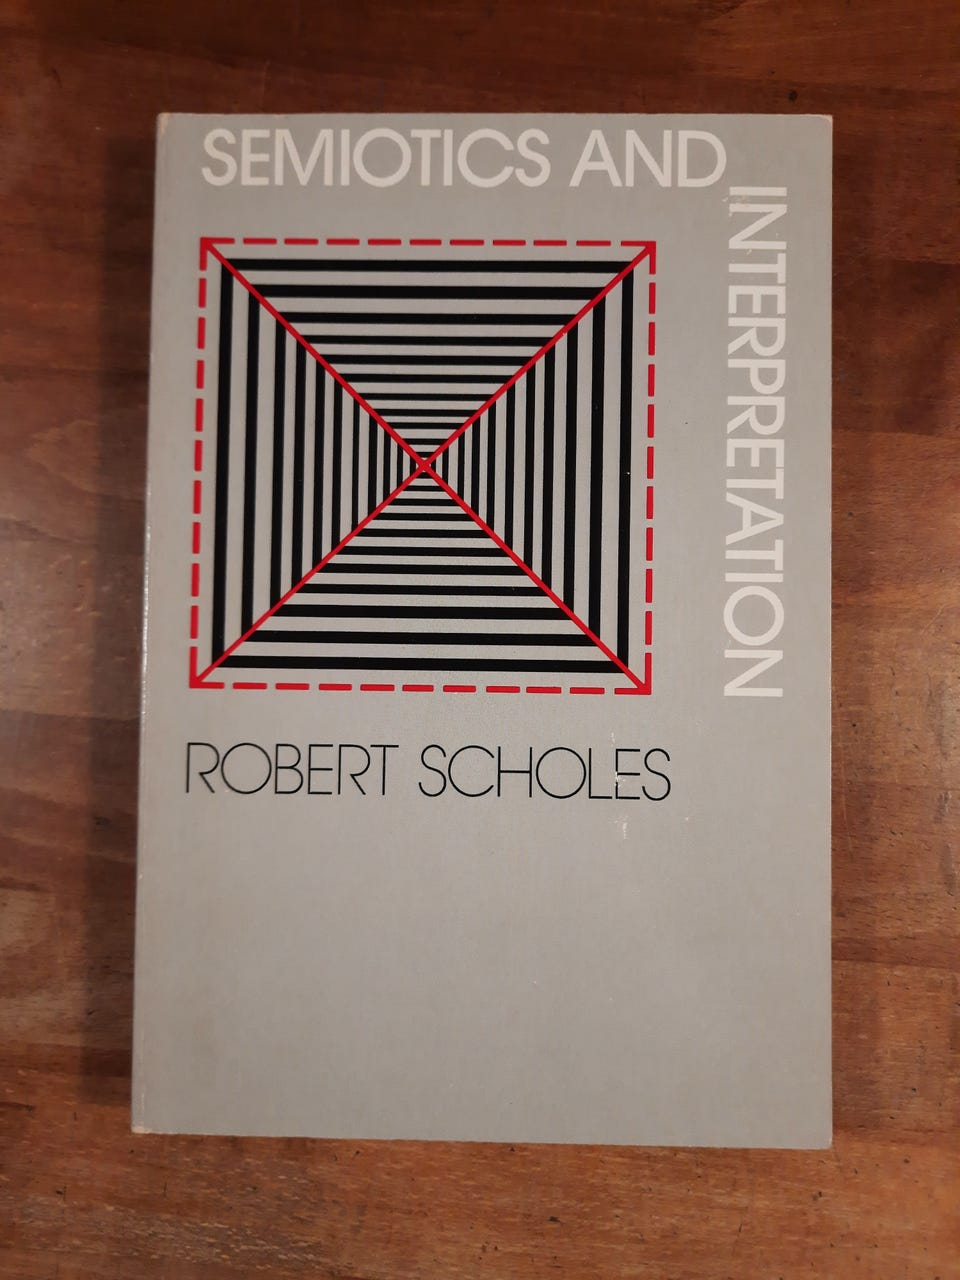 SEMIOTICS AND
INTERPRETATION
ROBERT SCHOLES